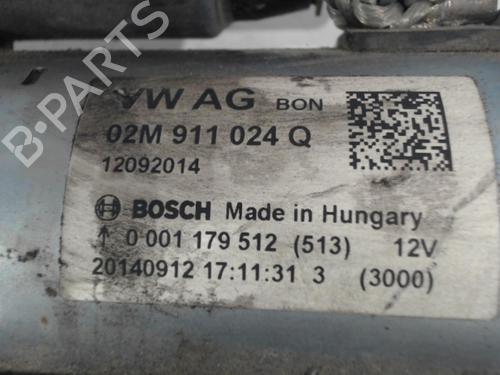 VW AG BON
02M 911 024 Q
12092014
BOSCH Made in Hungary
↑ 0 001 179 512 (513) 12V
20140912 17:11:31 3 (3000)